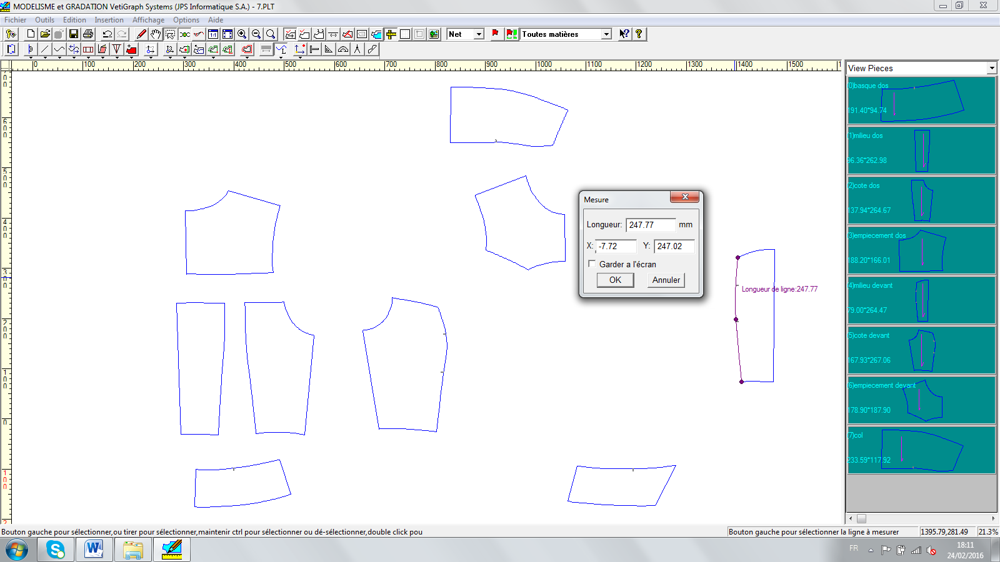 MODELISME et GRADATION VetiGraph Systems (JPS Informatique S.A.) - 7.PLT
Fichier Outils Edition Insertion Affichage Options Aide
Net Toutes matières
0 100 200 300 400 500 600 700 800 900 1000 1100 1200 1300 1400 1500
View Pieces
(0)basque dos
191.40*94.74
(1)milieu dos
96.36*262.98
(2)cote dos
137.94*264.67
(3)empiecement dos
188.20*166.01
(4)milieu devant
79.00*264.47
(5)cote devant
167.93*267.06
(6)empiecement devant
178.90*187.90
(7)col
233.59*117.92
600
500
400
300
200
100
0
100
Mesure
Longueur: 247.77 mm
X: -7.72 Y: 247.02
Garder a l'écran
OK Annuler
Longueur de ligne:247.77
Bouton gauche pour sélectionner,ou tirer pour sélectionner,maintenir ctrl pour sélectionner ou dé-sélectionner,double click pou
Bouton gauche pour sélectionner la ligne à mesurer
1395.79,281.49 21.3%
FR
18:11
24/02/2016